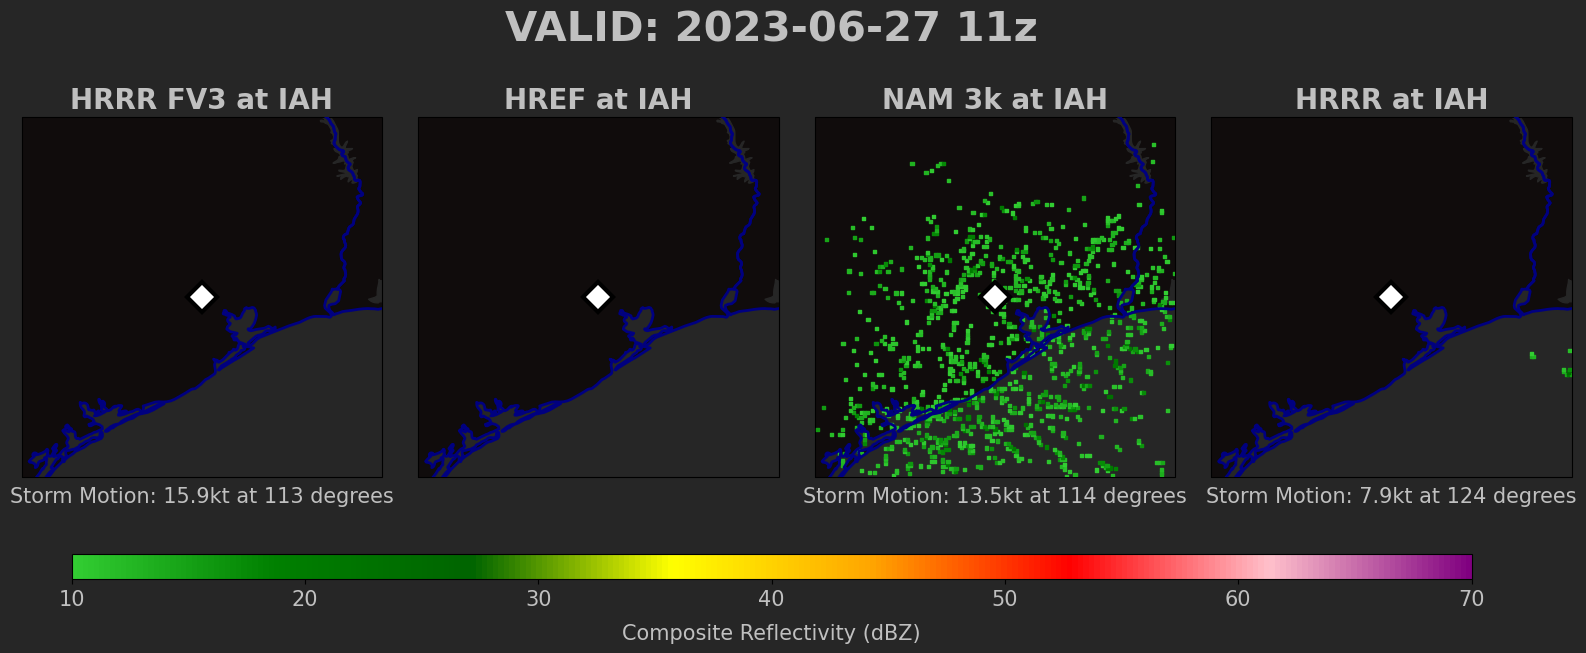 VALID: 2023-06-27 11z
HRRR FV3 at IAH
HREF at IAH
NAM 3k at IAH
HRRR at IAH
Storm Motion: 15.9kt at 113 degrees
Storm Motion: 13.5kt at 114 degrees
Storm Motion: 7.9kt at 124 degrees
10 20 30 40 50 60 70
Composite Reflectivity (dBZ)